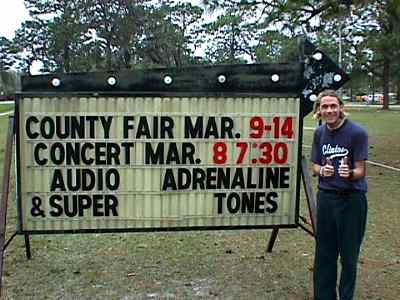 COUNTY FAIR MAR. 9-14
CONCERT MAR. 8 7:30
AUDIO ADRENALINE
& SUPER TONES